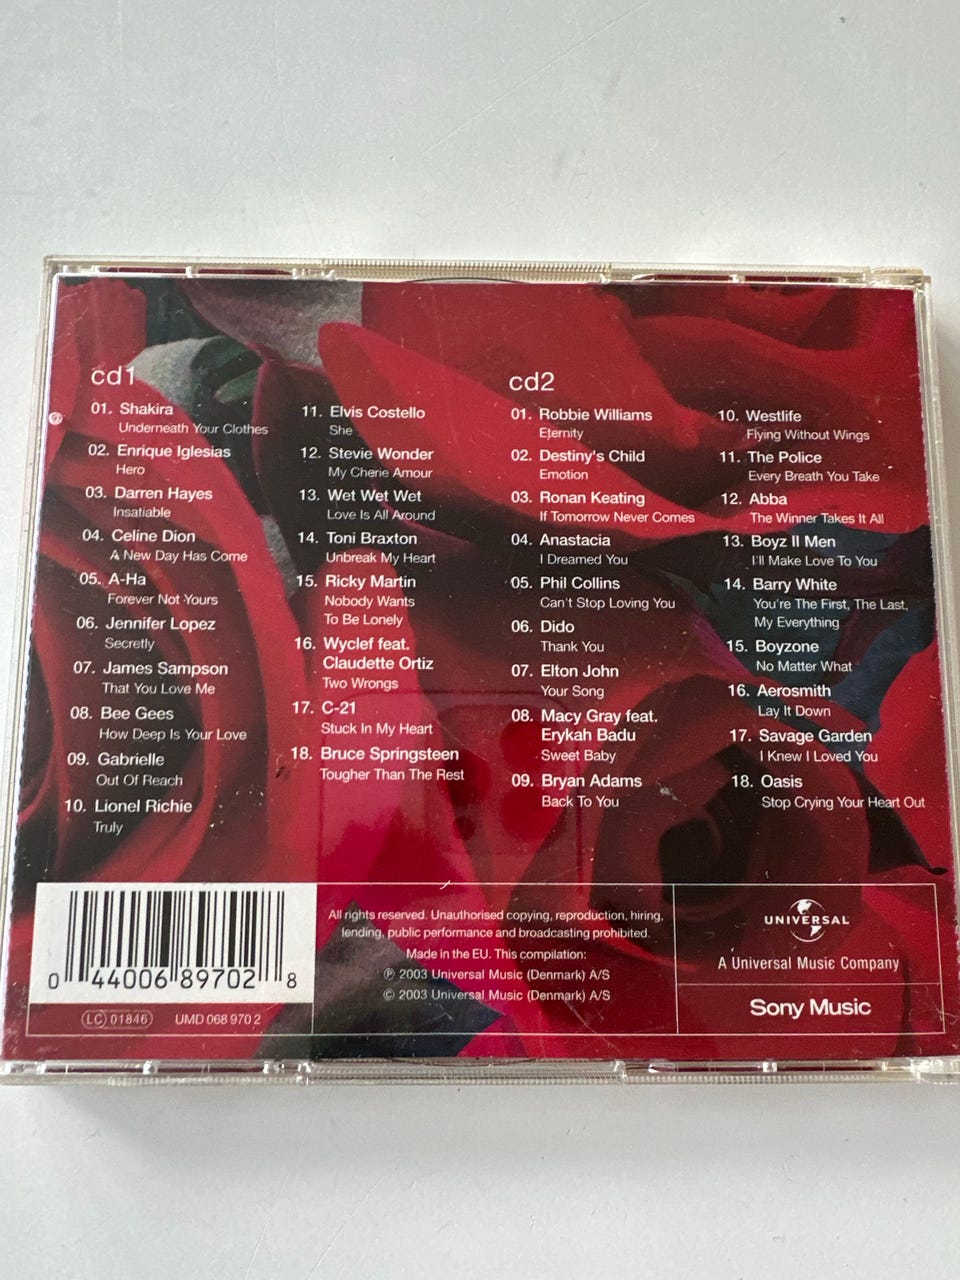 cd1
01. Shakira
Underneath Your Clothes
02. Enrique Iglesias
Hero
03. Darren Hayes
Insatiable
04. Celine Dion
A New Day Has Come
05. A-Ha
Forever Not Yours
06. Jennifer Lopez
Secretly
07. James Sampson
That You Love Me
08. Bee Gees
How Deep Is Your Love
09. Gabrielle
Out Of Reach
10. Lionel Richie
Truly
11. Elvis Costello
She
12. Stevie Wonder
My Cherie Amour
13. Wet Wet Wet
Love Is All Around
14. Toni Braxton
Unbreak My Heart
15. Ricky Martin
Nobody Wants
To Be Lonely
16. Wyclef feat.
Claudette Ortiz
Two Wrongs
17. C-21
Stuck In My Heart
18. Bruce Springsteen
Tougher Than The Rest
cd2
01. Robbie Williams
Eternity
02. Destiny's Child
Emotion
03. Ronan Keating
If Tomorrow Never Comes
04. Anastacia
I Dreamed You
05. Phil Collins
Can't Stop Loving You
06. Dido
Thank You
07. Elton John
Your Song
08. Macy Gray feat.
Erykah Badu
Sweet Baby
09. Bryan Adams
Back To You
10. Westlife
Flying Without Wings
11. The Police
Every Breath You Take
12. Abba
The Winner Takes It All
13. Boyz II Men
I'll Make Love To You
14. Barry White
You're The First, The Last,
My Everything
15. Boyzone
No Matter What
16. Aerosmith
Lay It Down
17. Savage Garden
I Knew I Loved You
18. Oasis
Stop Crying Your Heart Out
0 44006 89702 8
LC 01846 UMD 068 970 2
All rights reserved. Unauthorised copying, reproduction, hiring,
lending, public performance and broadcasting prohibited.
Made in the EU. This compilation:
℗ 2003 Universal Music (Denmark) A/S
© 2003 Universal Music (Denmark) A/S
UNIVERSAL
A Universal Music Company
Sony Music